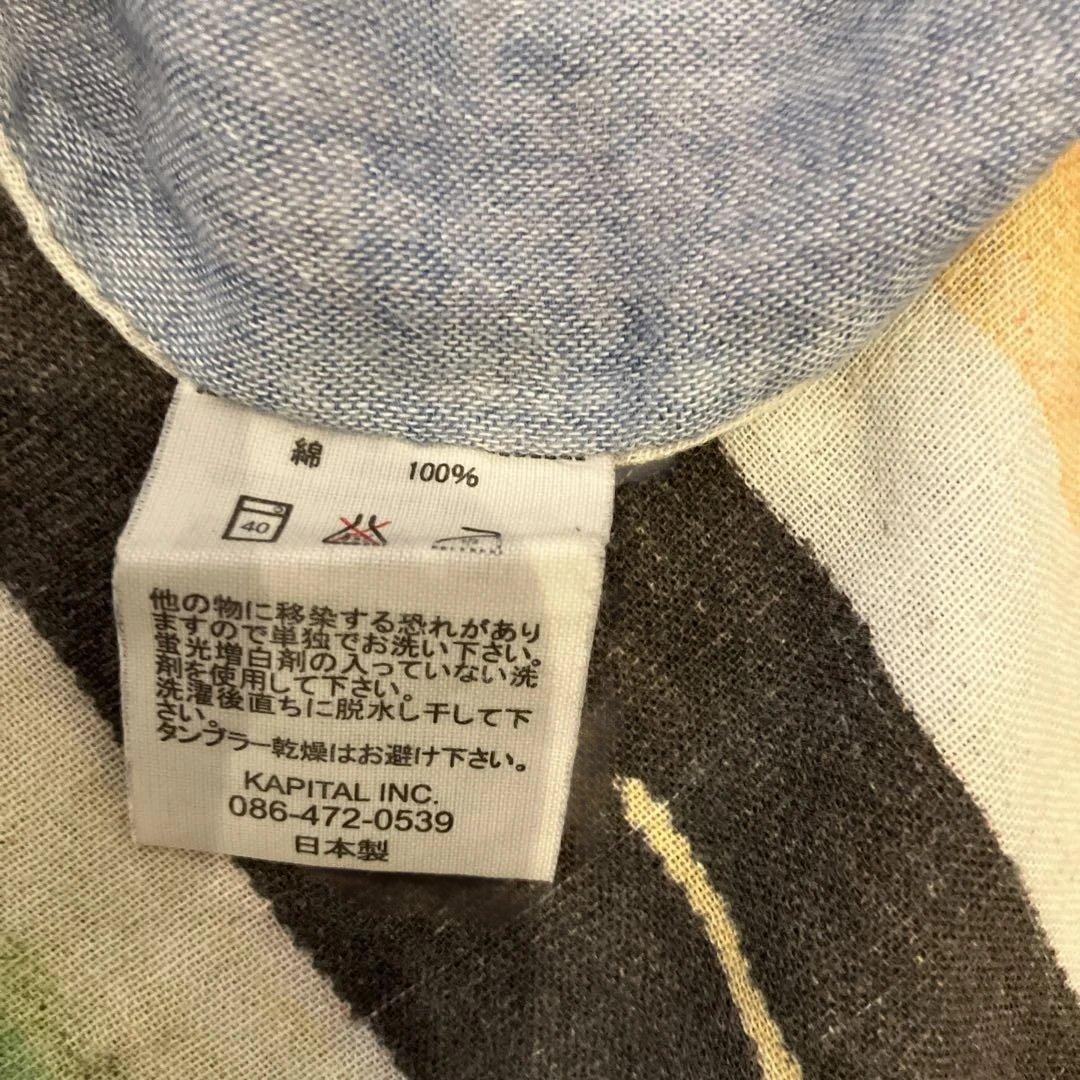 綿 100%
40
他の物に移染する恐れがあり
ますので単独でお洗い下さい。
蛍光増白剤の入っていない洗
剤を使用して下さい。
洗濯後直ちに脱水し干して下
さい。
タンブラー乾燥はお避け下さい。
KAPITAL INC.
086-472-0539
日本製